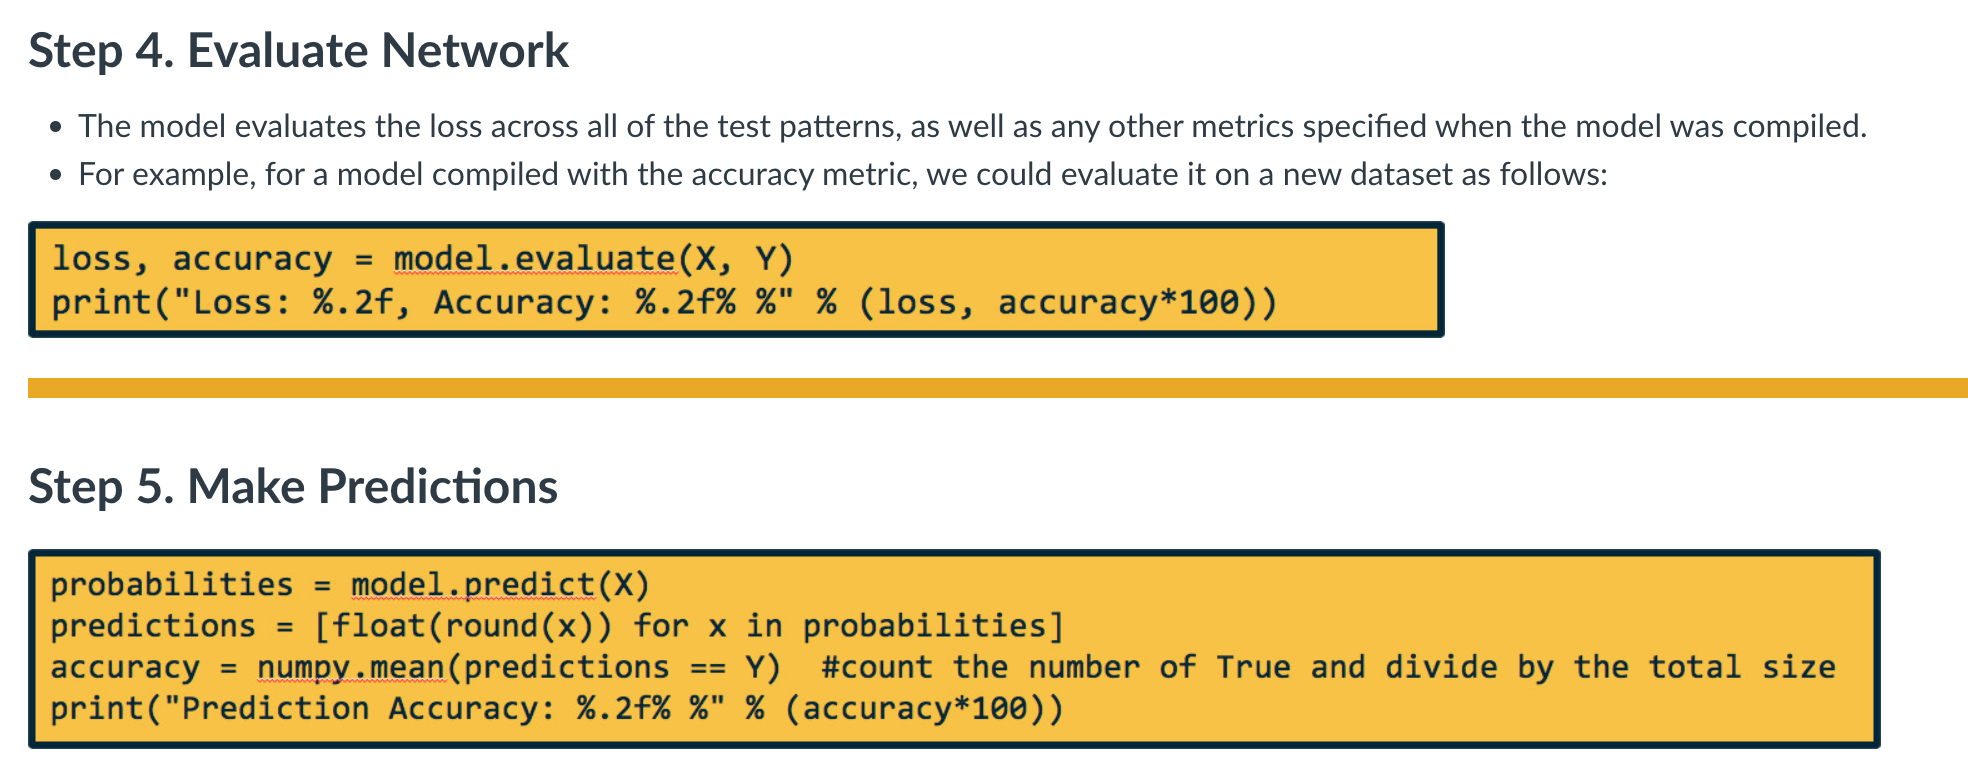 Step 4. Evaluate Network
• The model evaluates the loss across all of the test patterns, as well as any other metrics specified when the model was compiled.
• For example, for a model compiled with the accuracy metric, we could evaluate it on a new dataset as follows:
loss, accuracy = model.evaluate(X, Y)
print("Loss: %.2f, Accuracy: %.2f% %" % (loss, accuracy*100))
Step 5. Make Predictions
probabilities = model.predict(X)
predictions = [float(round(x)) for x in probabilities]
accuracy = numpy.mean(predictions == Y)  #count the number of True and divide by the total size
print("Prediction Accuracy: %.2f% %" % (accuracy*100))